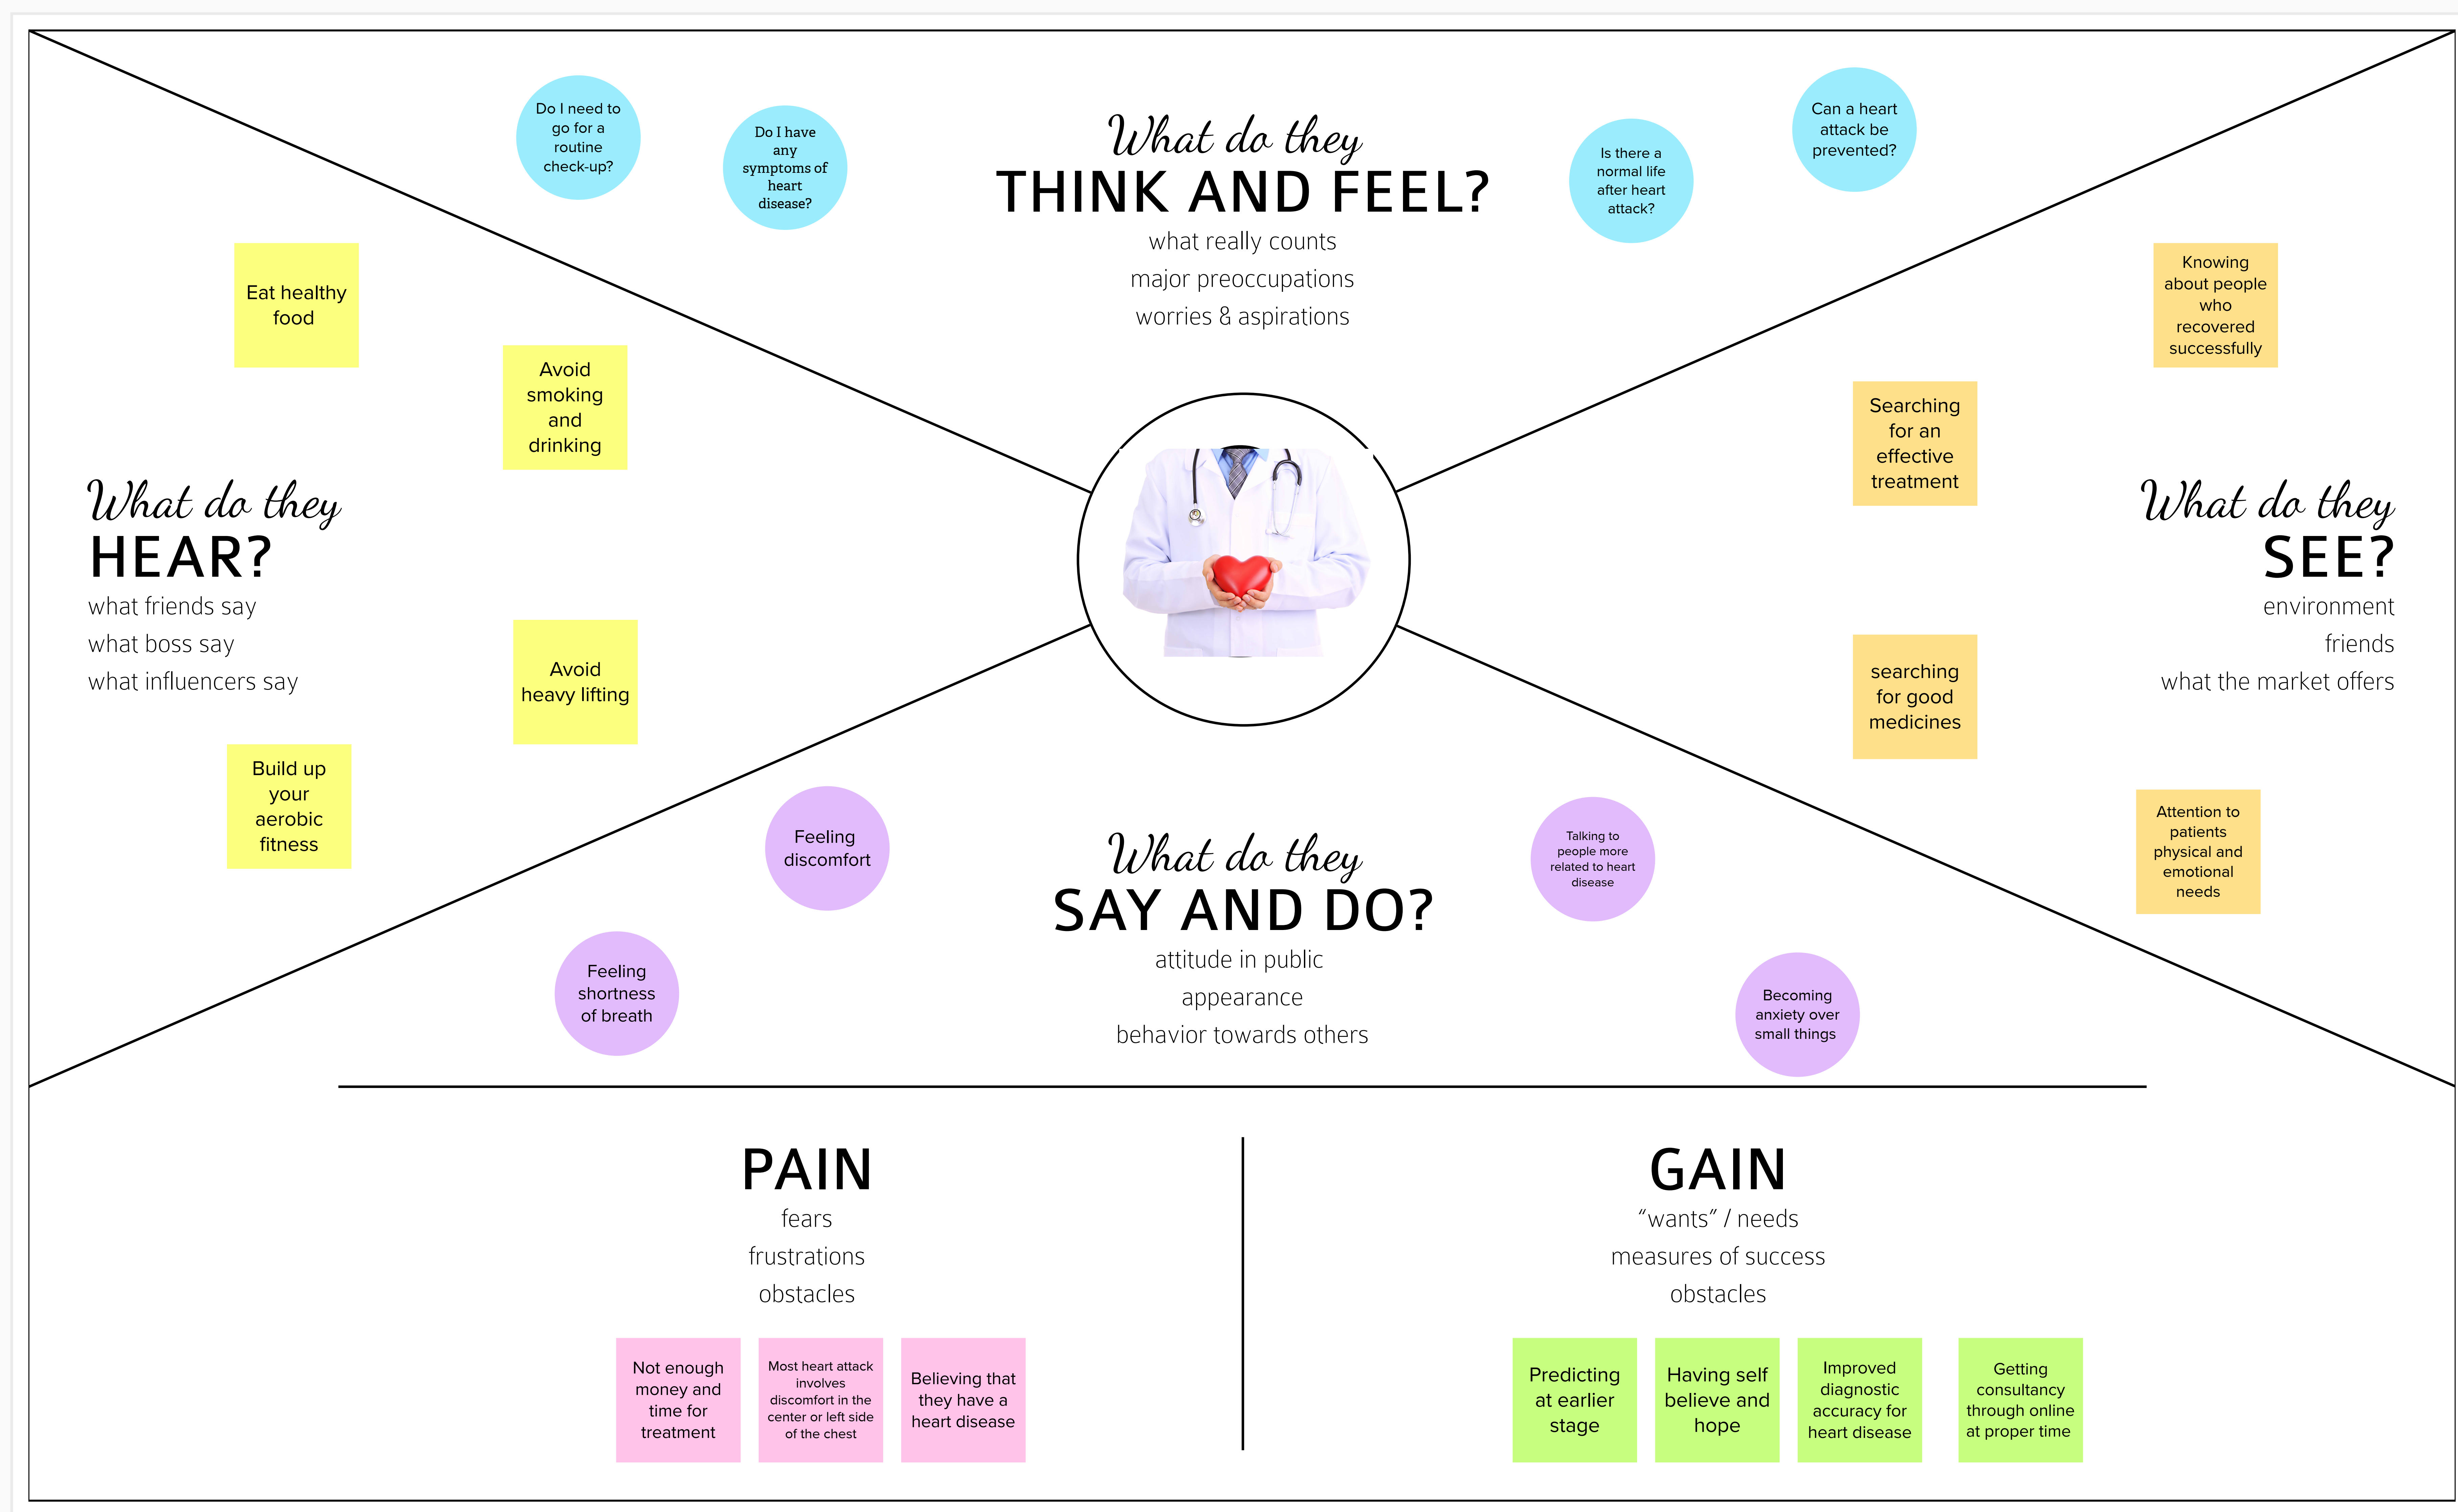 Do I need to
go for a
routine
check-up?
Do I have
any
symptoms of
heart
disease?
What do they
THINK AND FEEL?
what really counts
major preoccupations
worries & aspirations
Is there a
normal life
after heart
attack?
Can a heart
attack be
prevented?
Eat healthy
food
Avoid
smoking
and
drinking
What do they
HEAR?
what friends say
what boss say
what influencers say
Avoid
heavy lifting
Build up
your
aerobic
fitness
Knowing
about people
who
recovered
successfully
Searching
for an
effective
treatment
What do they
SEE?
environment
friends
what the market offers
searching
for good
medicines
Attention to
patients
physical and
emotional
needs
Feeling
discomfort
Feeling
shortness
of breath
What do they
SAY AND DO?
attitude in public
appearance
behavior towards others
Talking to
people more
related to heart
disease
Becoming
anxiety over
small things
PAIN
fears
frustrations
obstacles
Not enough
money and
time for
treatment
Most heart attack
involves
discomfort in the
center or left side
of the chest
Believing that
they have a
heart disease
GAIN
“wants” / needs
measures of success
obstacles
Predicting
at earlier
stage
Having self
believe and
hope
Improved
diagnostic
accuracy for
heart disease
Getting
consultancy
through online
at proper time